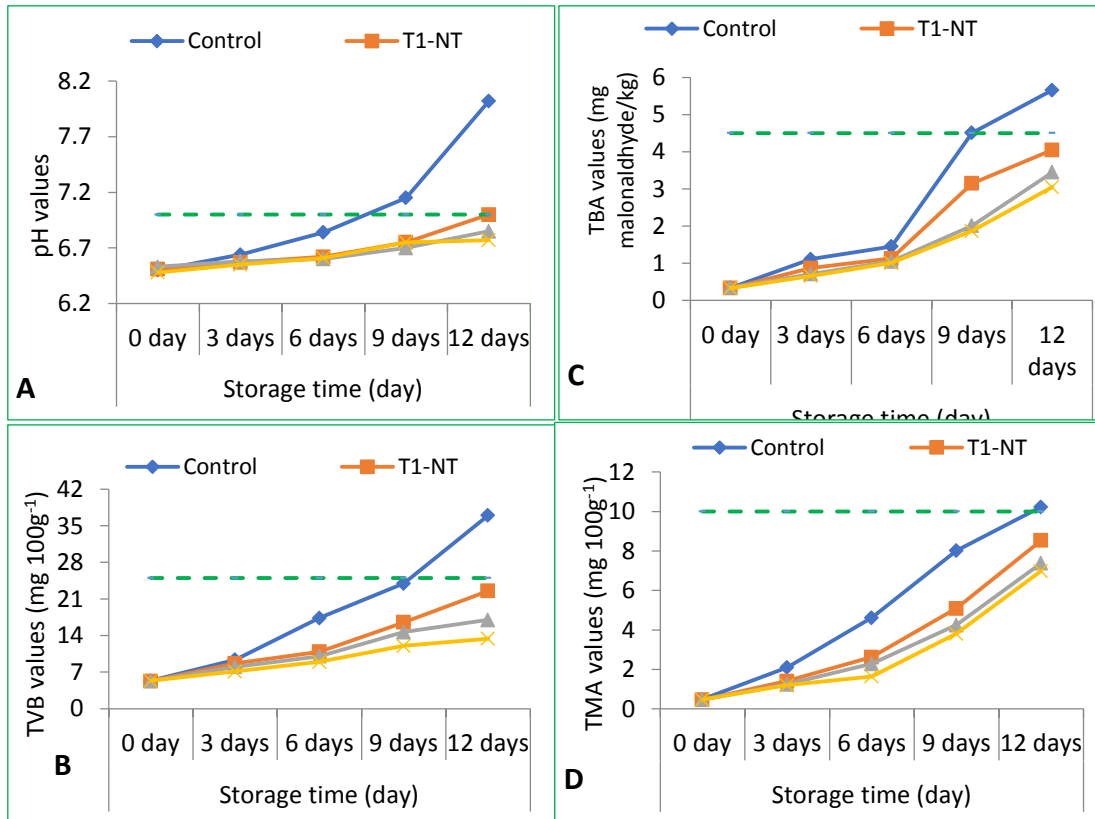 Control T1-NT
pH values
8.2
7.7
7.2
6.7
6.2
0 day 3 days 6 days 9 days 12 days
Storage time (day)
A
Control T1-NT
TBA values (mg
malonaldhyde/kg)
6
5
4
3
2
1
0
0 day 3 days 6 days 9 days 12
days
Storage time (day)
C
Control T1-NT
TVB values (mg 100g-1)
42
35
28
21
14
7
0
0 day 3 days 6 days 9 days 12 days
Storage time (day)
B
Control T1-NT
TMA values (mg 100g-1)
12
10
8
6
4
2
0
0 day 3 days 6 days 9 days 12 days
Storage time (day)
D